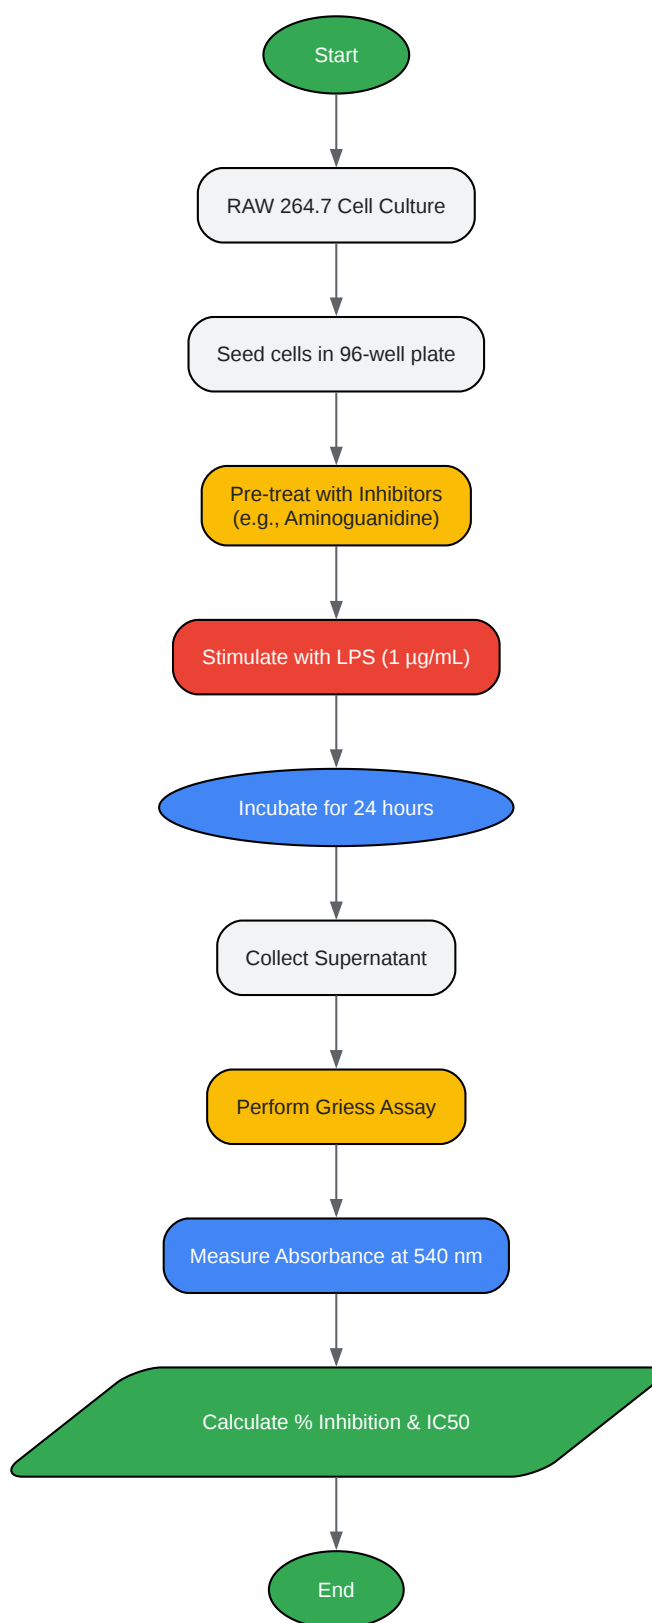 Start
RAW 264.7 Cell Culture
Seed cells in 96-well plate
Pre-treat with Inhibitors
(e.g., Aminoguanidine)
Stimulate with LPS (1 µg/mL)
Incubate for 24 hours
Collect Supernatant
Perform Griess Assay
Measure Absorbance at 540 nm
Calculate % Inhibition & IC50
End